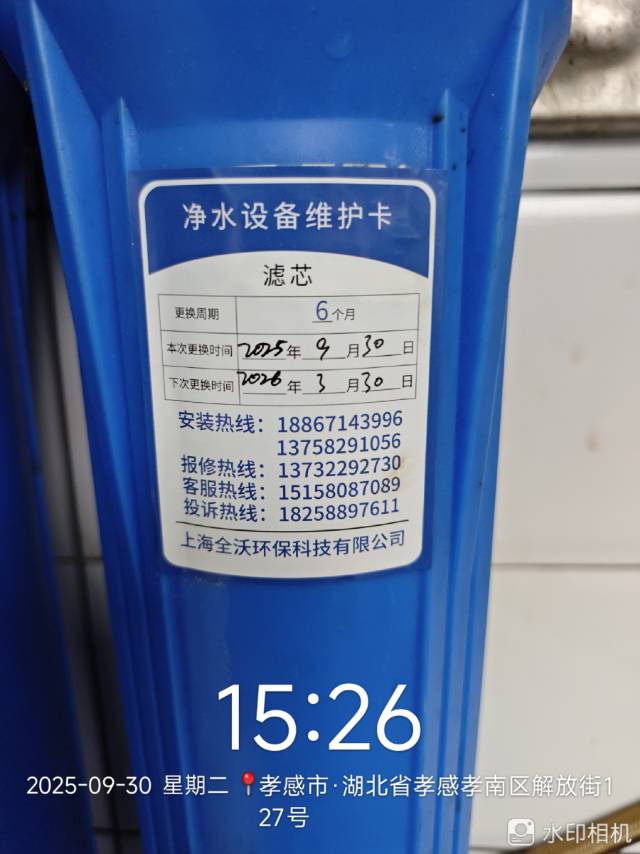 净水设备维护卡
滤芯
更换周期 6个月
本次更换时间 2025年 9月30日
下次更换时间 2026年 3月30日
安装热线：18867143996
13758291056
报修热线：13732292730
客服热线：15158087089
投诉热线：18258897611
上海全沃环保科技有限公司
15:26
2025-09-30 星期二 孝感市·湖北省孝感孝南区解放街1
27号
水印相机